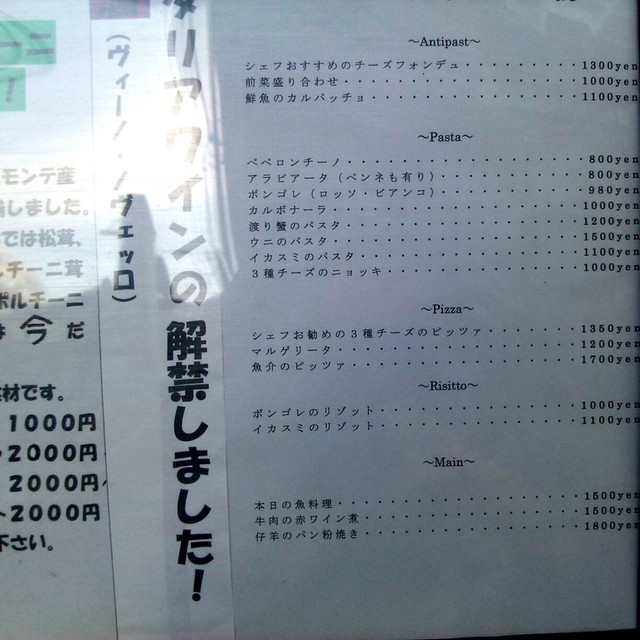 ~Antipast~
シェフおすすめのチーズフォンデュ・・・・・・・・1300yen
前菜盛り合わせ・・・・・・・・・・・・・・・・1000yen
鮮魚のカルパッチョ・・・・・・・・・・・・・・1100yen
~Pasta~
ペペロンチーノ・・・・・・・・・・・・・・・・800yen
アラビアータ(ペンネも有り)・・・・・・・・・・800yen
ボンゴレ(ロッソ・ビアンコ)・・・・・・・・・・980yen
カルボナーラ・・・・・・・・・・・・・・・・・1000yen
渡り蟹のパスタ・・・・・・・・・・・・・・・・1200yen
ウニのパスタ・・・・・・・・・・・・・・・・・1500yen
イカスミのパスタ・・・・・・・・・・・・・・・1100yen
3種チーズのニョッキ・・・・・・・・・・・・・1000yen
~Pizza~
シェフお勧めの3種チーズのピッツァ・・・・・・・1350yen
マルゲリータ・・・・・・・・・・・・・・・・・1200yen
魚介のピッツァ・・・・・・・・・・・・・・・・1700yen
~Risitto~
ボンゴレのリゾット・・・・・・・・・・・・・・1000yen
イカスミのリゾット・・・・・・・・・・・・・・1100yen
~Main~
本日の魚料理・・・・・・・・・・・・・・・・・1500yen
牛肉の赤ワイン煮・・・・・・・・・・・・・・・1500yen
仔羊のパン粉焼き・・・・・・・・・・・・・・・1800yen
タリアワインの解禁しました!
(ヴィーノ・ノヴェッロ)
ーニ
!
モンテ産
しました。
では松茸、
チーニ茸
ポルチーニ
は今だ
材です。
1000円
2000円
2000円
2000円
下さい。